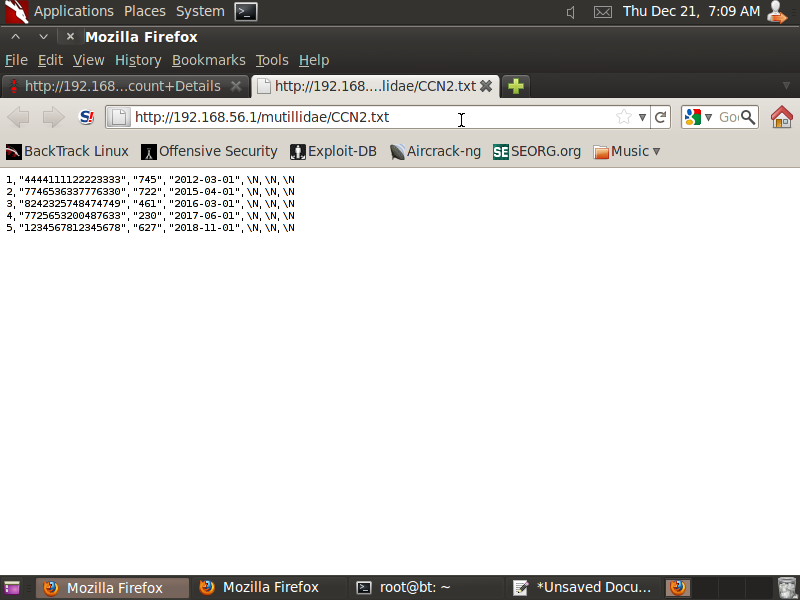 Applications Places System Thu Dec 21, 7:09 AM
Mozilla Firefox
File Edit View History Bookmarks Tools Help
http://192.168...count+Details http://192.168....lidae/CCN2.txt
http://192.168.56.1/mutillidae/CCN2.txt Goo
BackTrack Linux Offensive Security Exploit-DB Aircrack-ng SE SEORG.org Music
1,"4444111122223333","745","2012-03-01",\N,\N,\N
2,"7746536337776330","722","2015-04-01",\N,\N,\N
3,"8242325748474749","461","2016-03-01",\N,\N,\N
4,"7725653200487633","230","2017-06-01",\N,\N,\N
5,"1234567812345678","627","2018-11-01",\N,\N,\N
Mozilla Firefox Mozilla Firefox root@bt: ~ *Unsaved Docu...